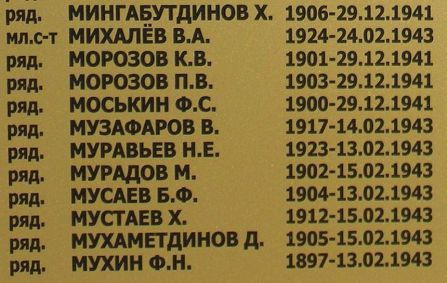 ряд. МИНГАБУТДИНОВ Х. 1906-29.12.1941
мл.с-т МИХАЛЁВ В.А. 1924-24.02.1943
ряд. МОРОЗОВ К.В. 1901-29.12.1941
ряд. МОРОЗОВ П.В. 1903-29.12.1941
ряд. МОСЬКИН Ф.С. 1900-29.12.1941
ряд. МУЗАФАРОВ В. 1917-14.02.1943
ряд. МУРАВЬЕВ Н.Е. 1923-13.02.1943
ряд. МУРАДОВ М. 1902-15.02.1943
ряд. МУСАЕВ Б.Ф. 1904-13.02.1943
ряд. МУСТАЕВ Х. 1912-15.02.1943
ряд. МУХАМЕТДИНОВ Д. 1905-15.02.1943
ряд. МУХИН Ф.Н. 1897-13.02.1943